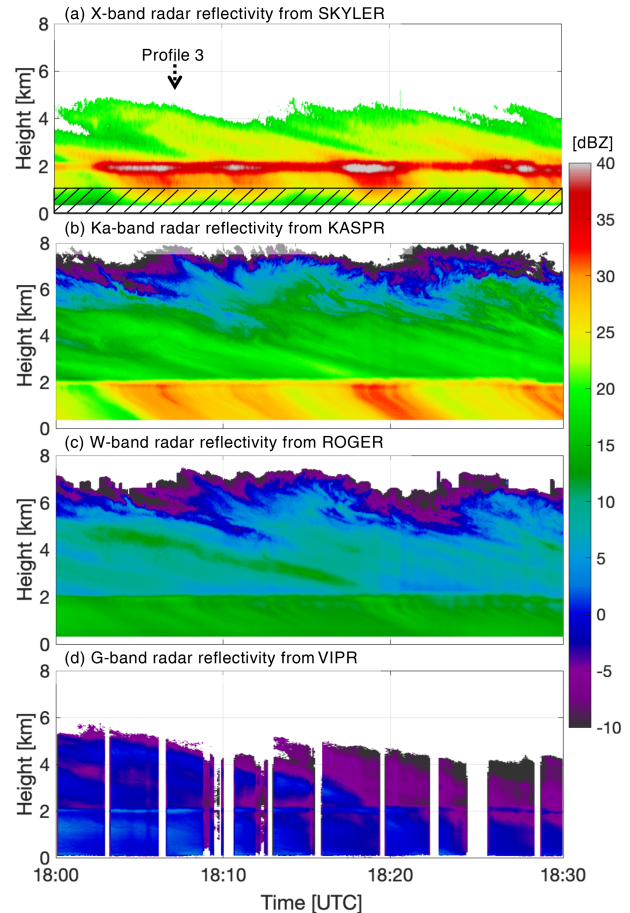 (a) X-band radar reflectivity from SKYLER
8
Profile 3
6
4
2
0
Height [km]
[dBZ]
40
35
30
25
20
15
10
5
0
-5
-10
(b) Ka-band radar reflectivity from KASPR
8
6
4
2
0
Height [km]
(c) W-band radar reflectivity from ROGER
8
6
4
2
0
Height [km]
(d) G-band radar reflectivity from VIPR
8
6
4
2
0
Height [km]
18:00 18:10 18:20 18:30
Time [UTC]